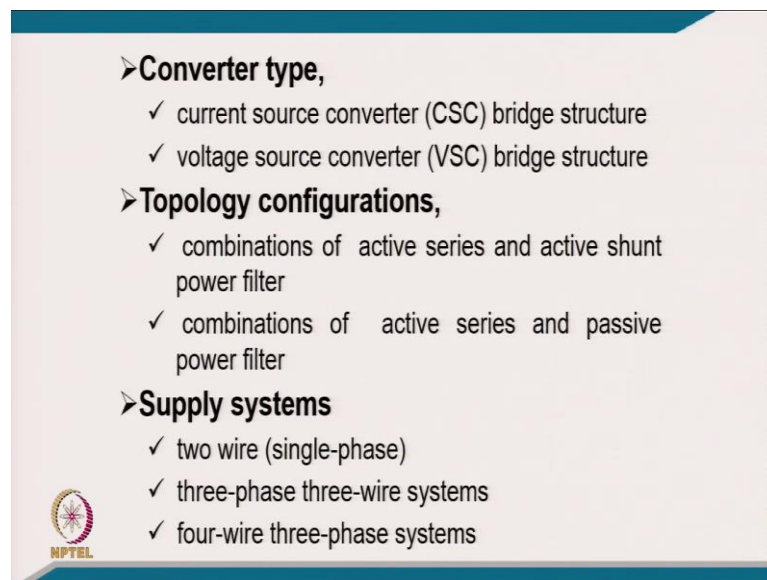 ➢Converter type,
✓ current source converter (CSC) bridge structure
✓ voltage source converter (VSC) bridge structure
➢Topology configurations,
✓ combinations of active series and active shunt
power filter
✓ combinations of active series and passive
power filter
➢Supply systems
✓ two wire (single-phase)
✓ three-phase three-wire systems
✓ four-wire three-phase systems
NPTEL